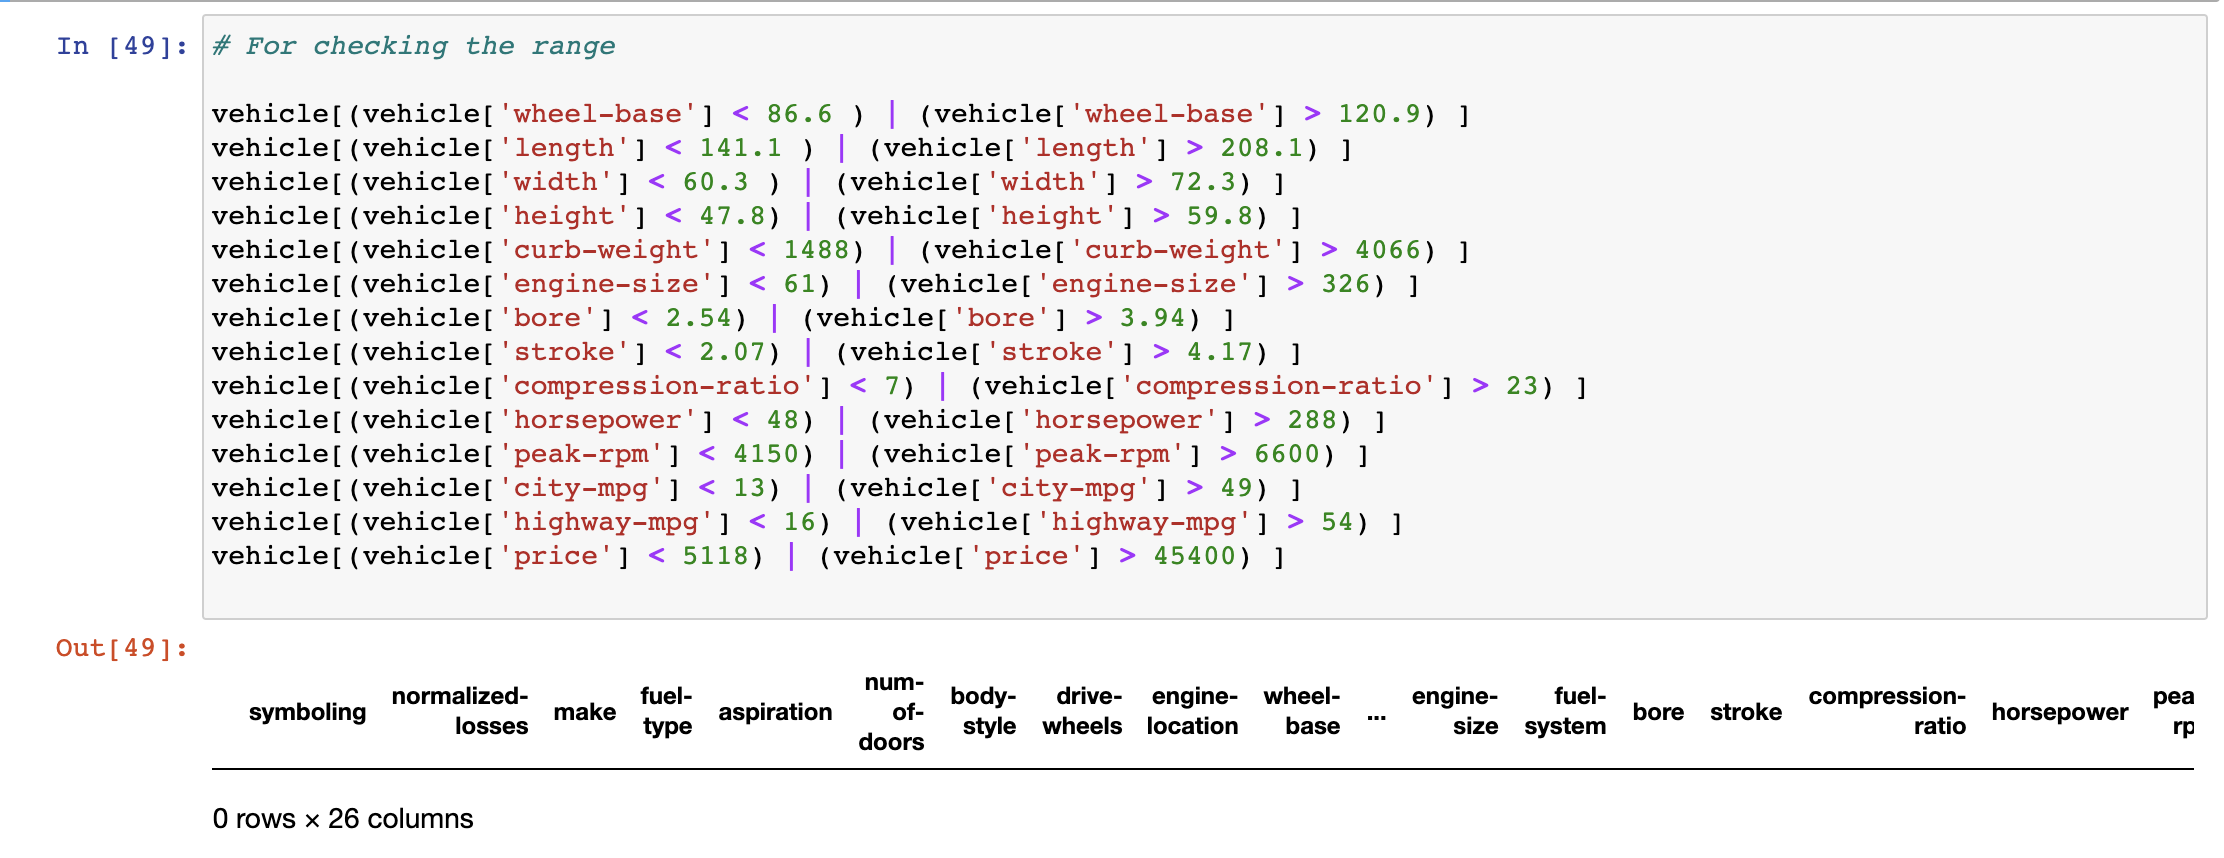 In [49]:
# For checking the range
vehicle[(vehicle['wheel-base'] < 86.6 ) | (vehicle['wheel-base'] > 120.9) ]
vehicle[(vehicle['length'] < 141.1 ) | (vehicle['length'] > 208.1) ]
vehicle[(vehicle['width'] < 60.3 ) | (vehicle['width'] > 72.3) ]
vehicle[(vehicle['height'] < 47.8) | (vehicle['height'] > 59.8) ]
vehicle[(vehicle['curb-weight'] < 1488) | (vehicle['curb-weight'] > 4066) ]
vehicle[(vehicle['engine-size'] < 61) | (vehicle['engine-size'] > 326) ]
vehicle[(vehicle['bore'] < 2.54) | (vehicle['bore'] > 3.94) ]
vehicle[(vehicle['stroke'] < 2.07) | (vehicle['stroke'] > 4.17) ]
vehicle[(vehicle['compression-ratio'] < 7) | (vehicle['compression-ratio'] > 23) ]
vehicle[(vehicle['horsepower'] < 48) | (vehicle['horsepower'] > 288) ]
vehicle[(vehicle['peak-rpm'] < 4150) | (vehicle['peak-rpm'] > 6600) ]
vehicle[(vehicle['city-mpg'] < 13) | (vehicle['city-mpg'] > 49) ]
vehicle[(vehicle['highway-mpg'] < 16) | (vehicle['highway-mpg'] > 54) ]
vehicle[(vehicle['price'] < 5118) | (vehicle['price'] > 45400) ]
Out[49]:
symboling
normalized-
losses
make
fuel-
type
aspiration
num-
of-
doors
body-
style
drive-
wheels
engine-
location
wheel-
base
...
engine-
size
fuel-
system
bore
stroke
compression-
ratio
horsepower
pea
rp
0 rows × 26 columns